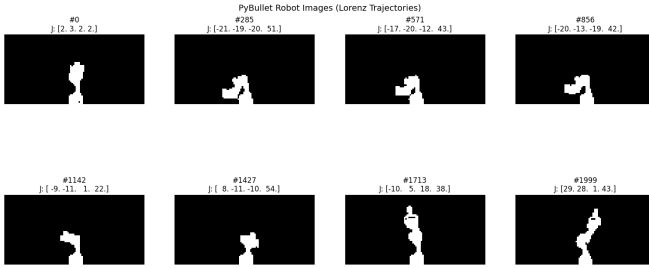 PyBullet Robot Images (Lorenz Trajectories)
#0
J: [2. 3. 2. 2.]
#285
J: [-21. -19. -20. 51.]
#571
J: [-17. -20. -12. 43.]
#856
J: [-20. -13. -19. 42.]
#1142
J: [ -9. -11. 1. 22.]
#1427
J: [ 8. -11. -10. 54.]
#1713
J: [-10. 5. 18. 38.]
#1999
J: [29. 28. 1. 43.]